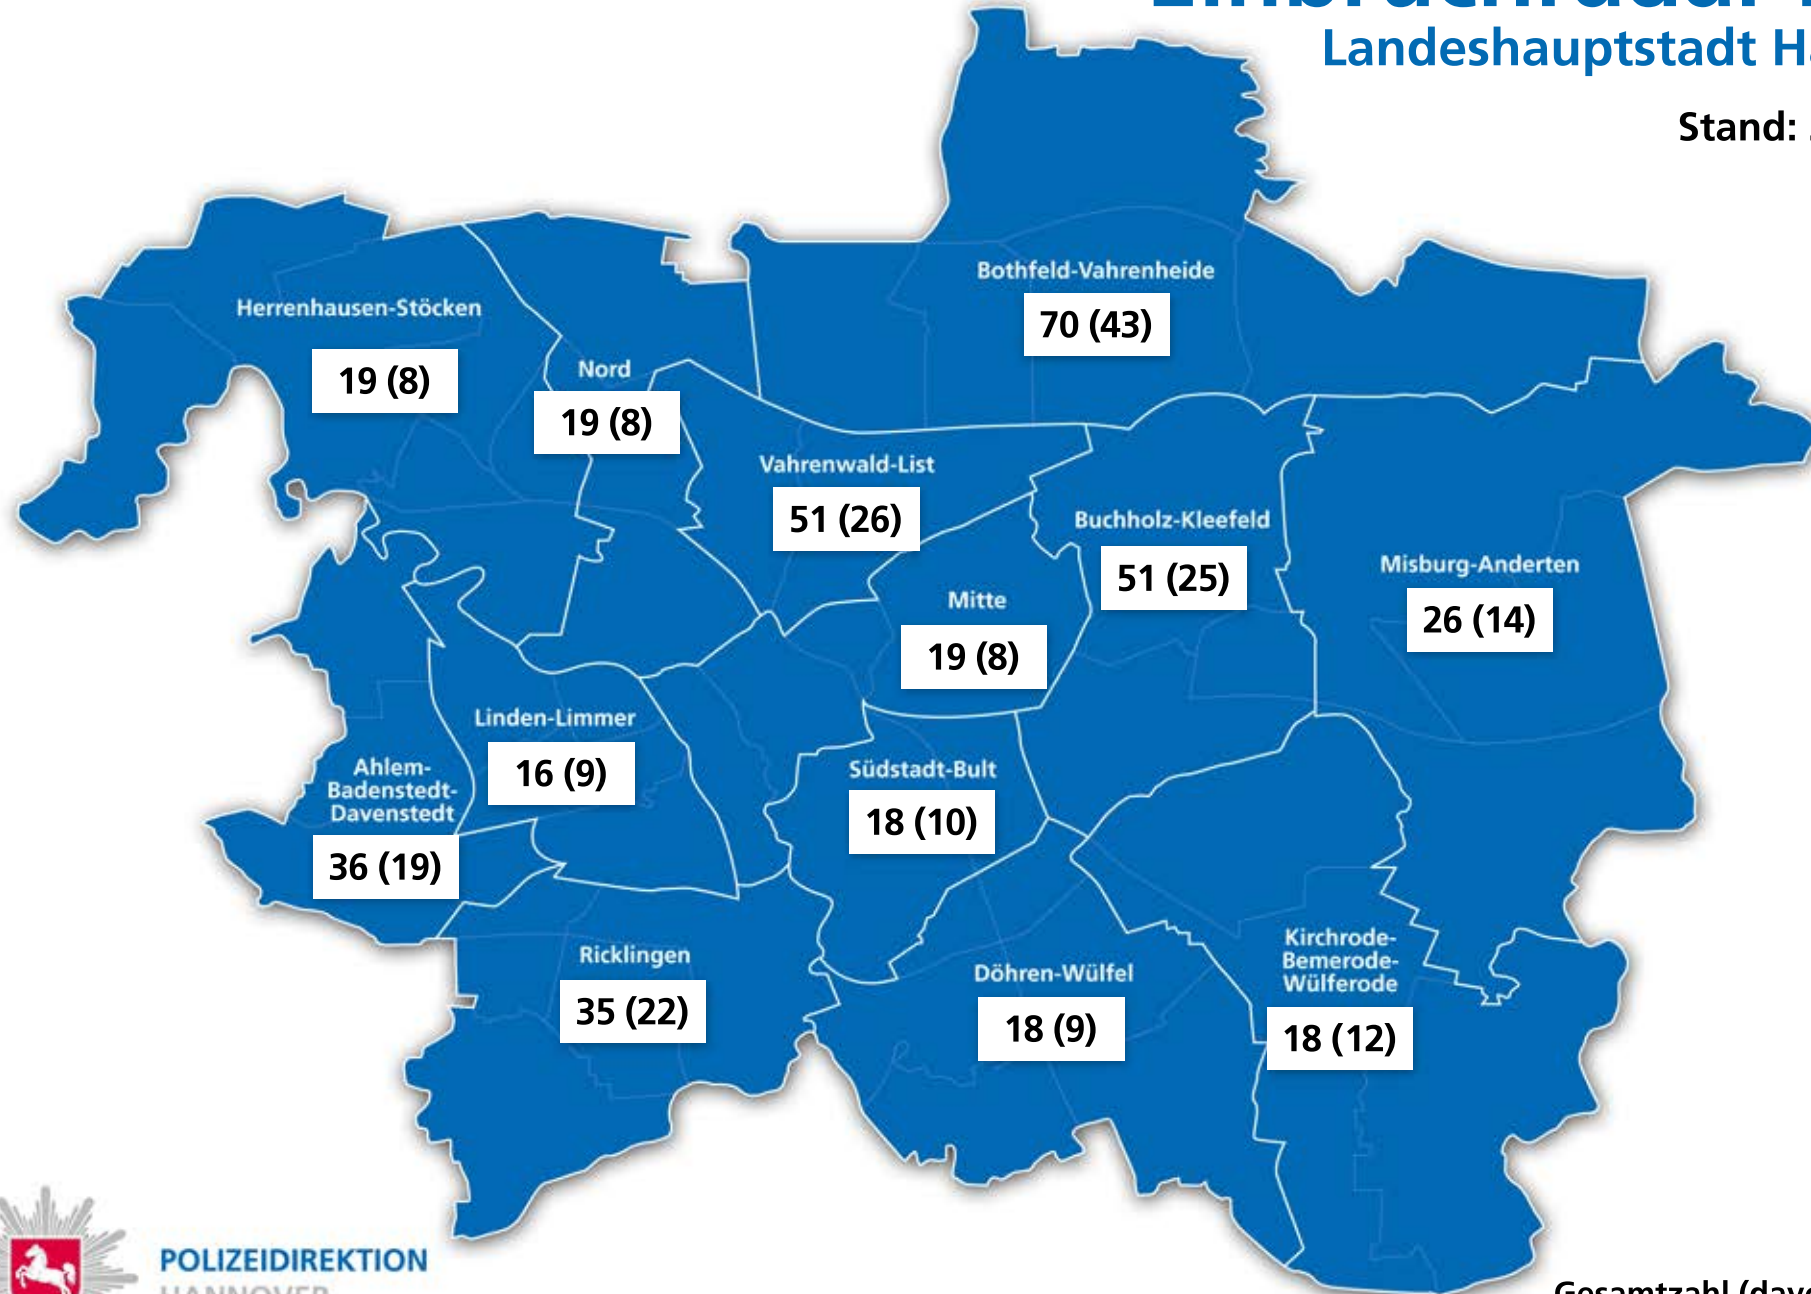 Landeshauptstadt
Stand:
Bothfeld-Vahrenheide
70 (43)
Herrenhausen-Stöcken
19 (8)
Nord
19 (8)
Vahrenwald-List
51 (26)
Buchholz-Kleefeld
51 (25)
Misburg-Anderten
26 (14)
Mitte
19 (8)
Linden-Limmer
16 (9)
Ahlem-
Badenstedt-
Davenstedt
36 (19)
Südstadt-Bult
18 (10)
Ricklingen
35 (22)
Döhren-Wülfel
18 (9)
Kirchrode-
Bemerode-
Wülferode
18 (12)
POLIZEIDIREKTION
HANNOVER
Gesamtzahl